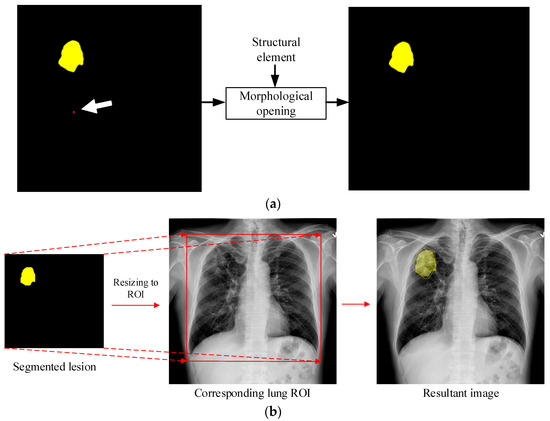 Structural
element
Morphological
opening
(a)
Resizing to
ROI
Segmented lesion
Corresponding lung ROI
Resultant image
(b)